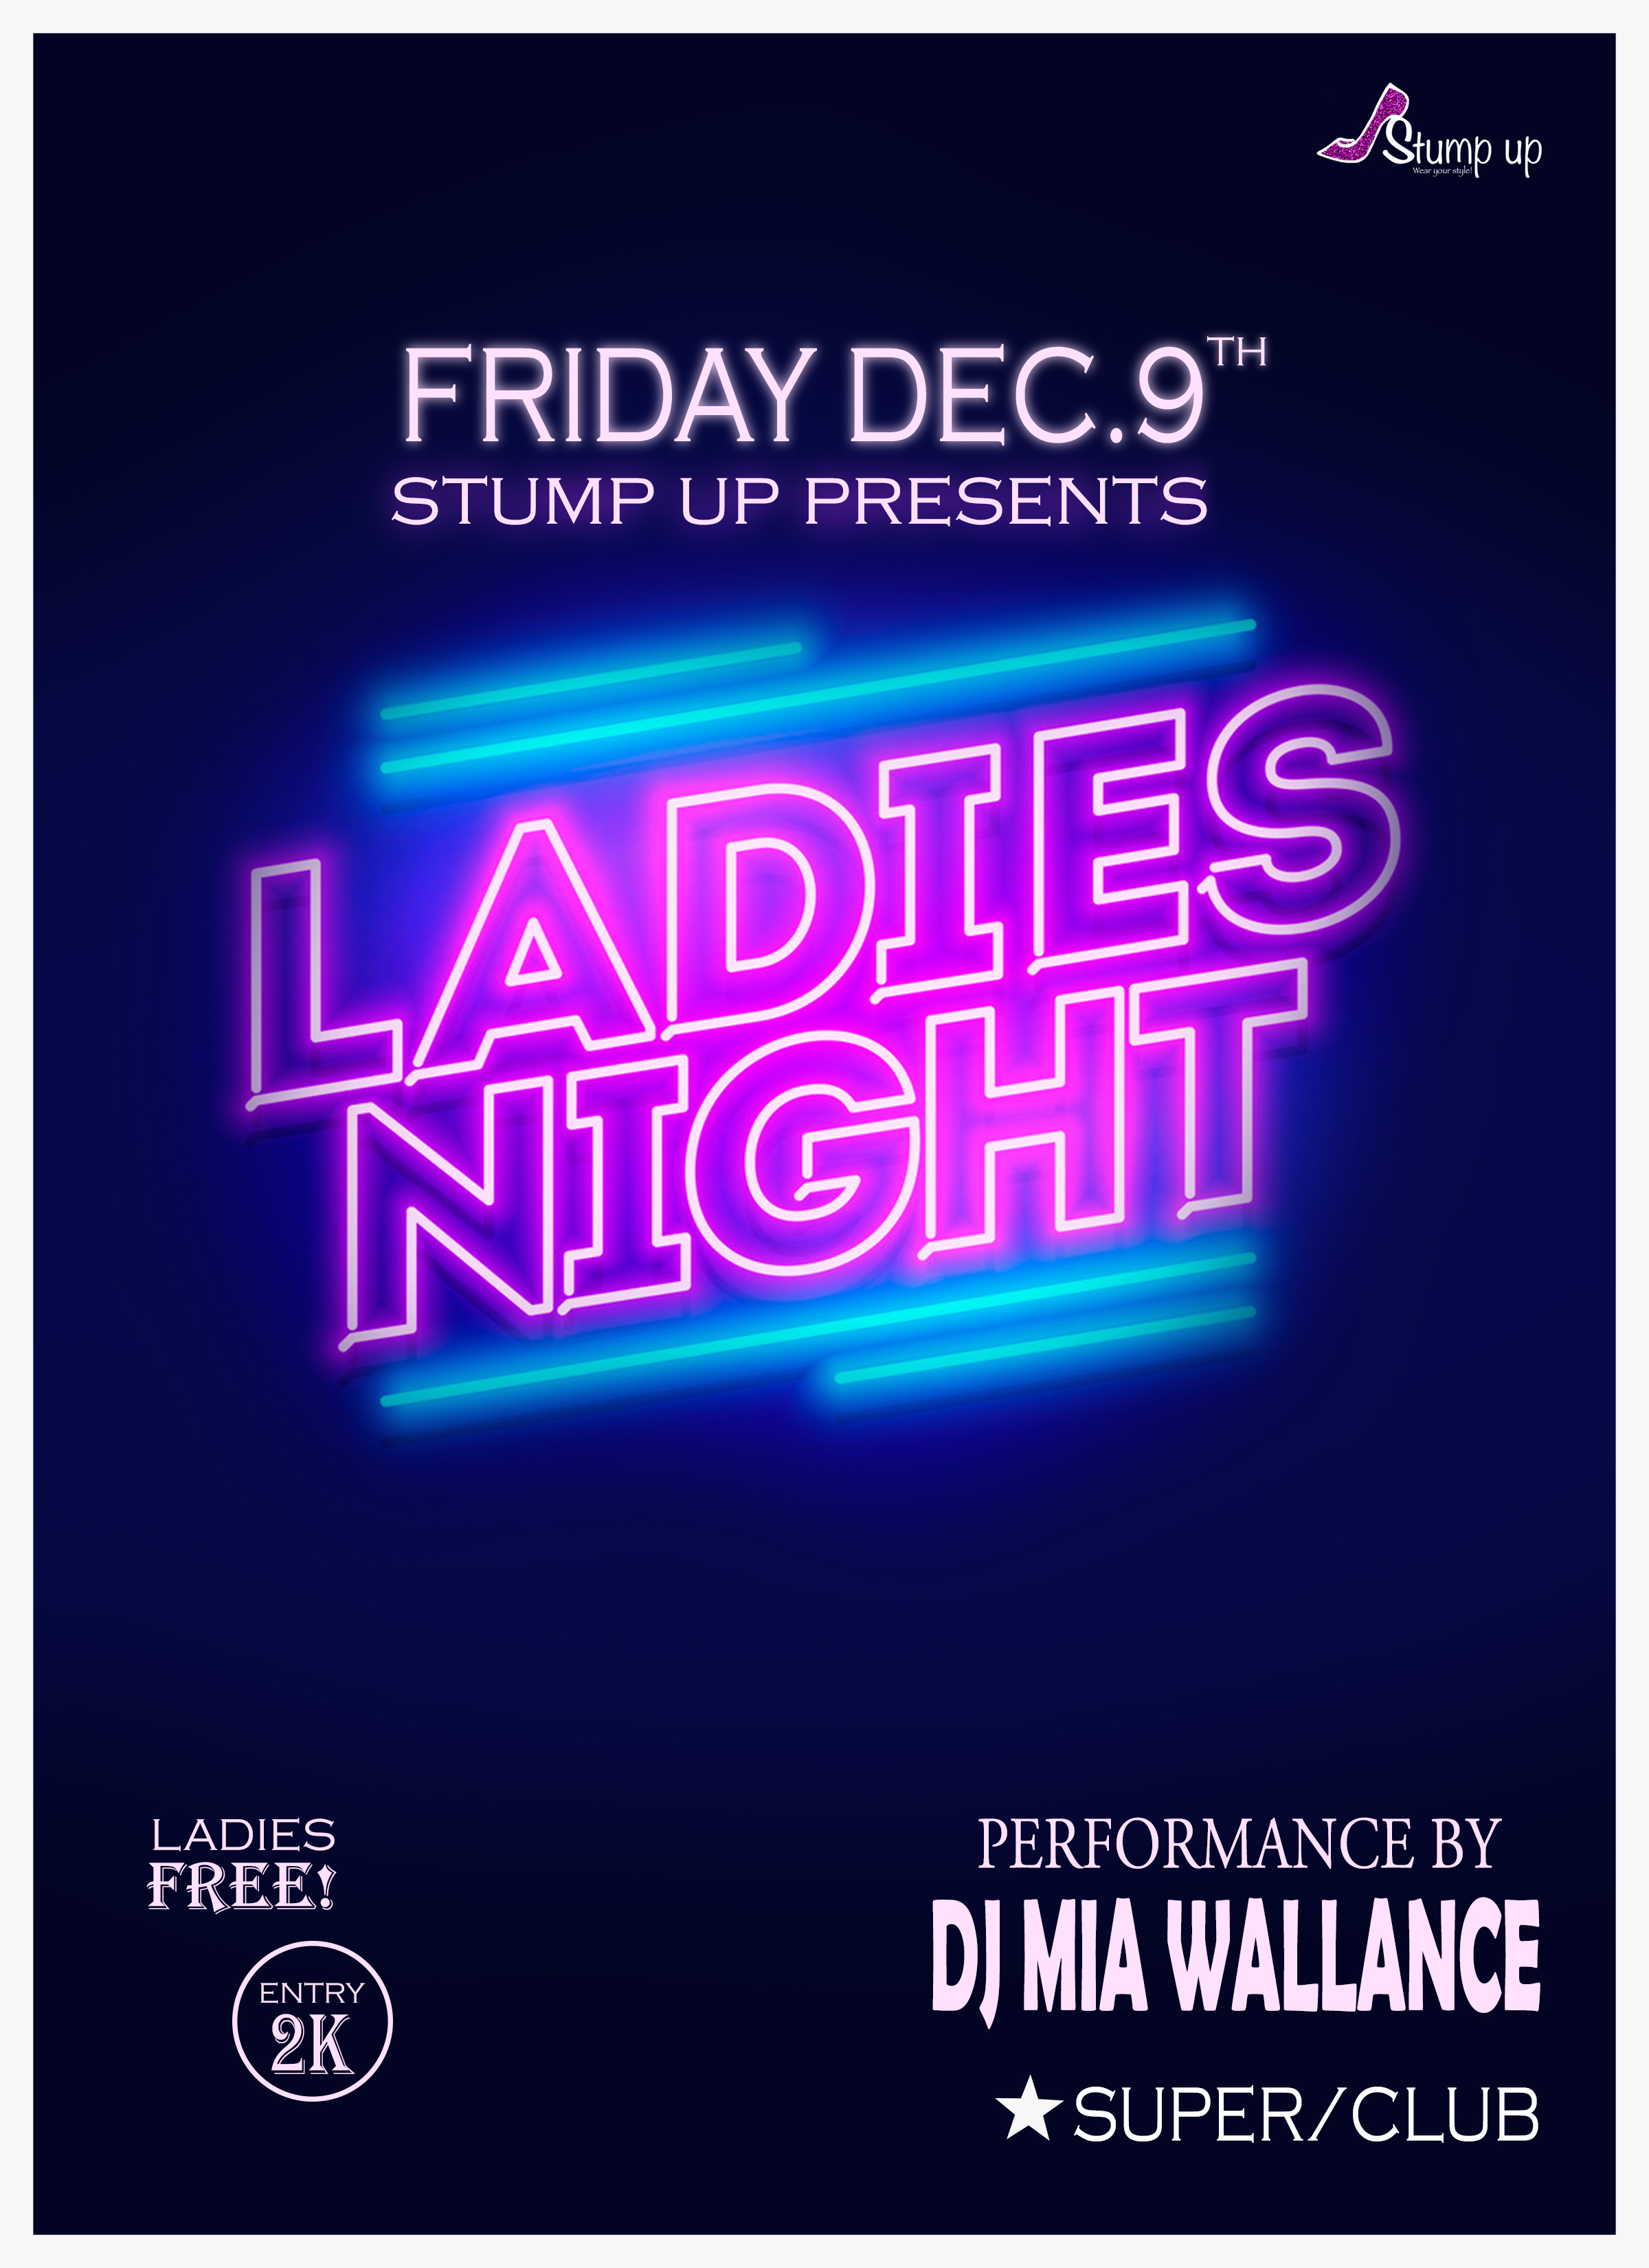 Stump up
Wear your style!
FRIDAY DEC.9TH
STUMP UP PRESENTS
LADIES
NIGHT
LADIES
FREE!
ENTRY
2K
PERFORMANCE BY
DJ MIA WALLANCE
★SUPER/CLUB